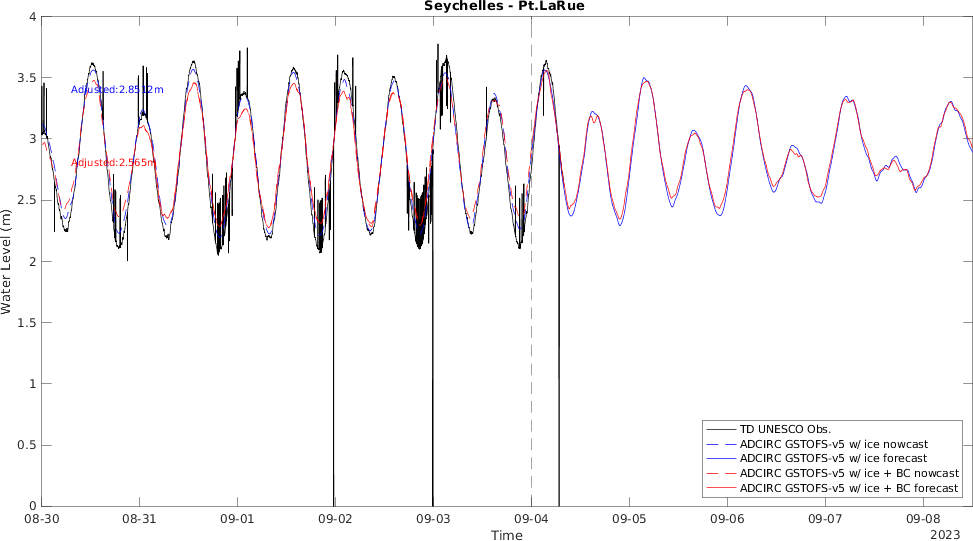 Seychelles - Pt.LaRue
4
3.5
3
2.5
2
1.5
1
0.5
0
Water Level (m)
Adjusted:2.8512m
Adjusted:2.565m
TD UNESCO Obs.
ADCIRC GSTOFS-v5 w/ ice nowcast
ADCIRC GSTOFS-v5 w/ ice forecast
ADCIRC GSTOFS-v5 w/ ice + BC nowcast
ADCIRC GSTOFS-v5 w/ ice + BC forecast
08-30 08-31 09-01 09-02 09-03 09-04 09-05 09-06 09-07 09-08
Time
2023